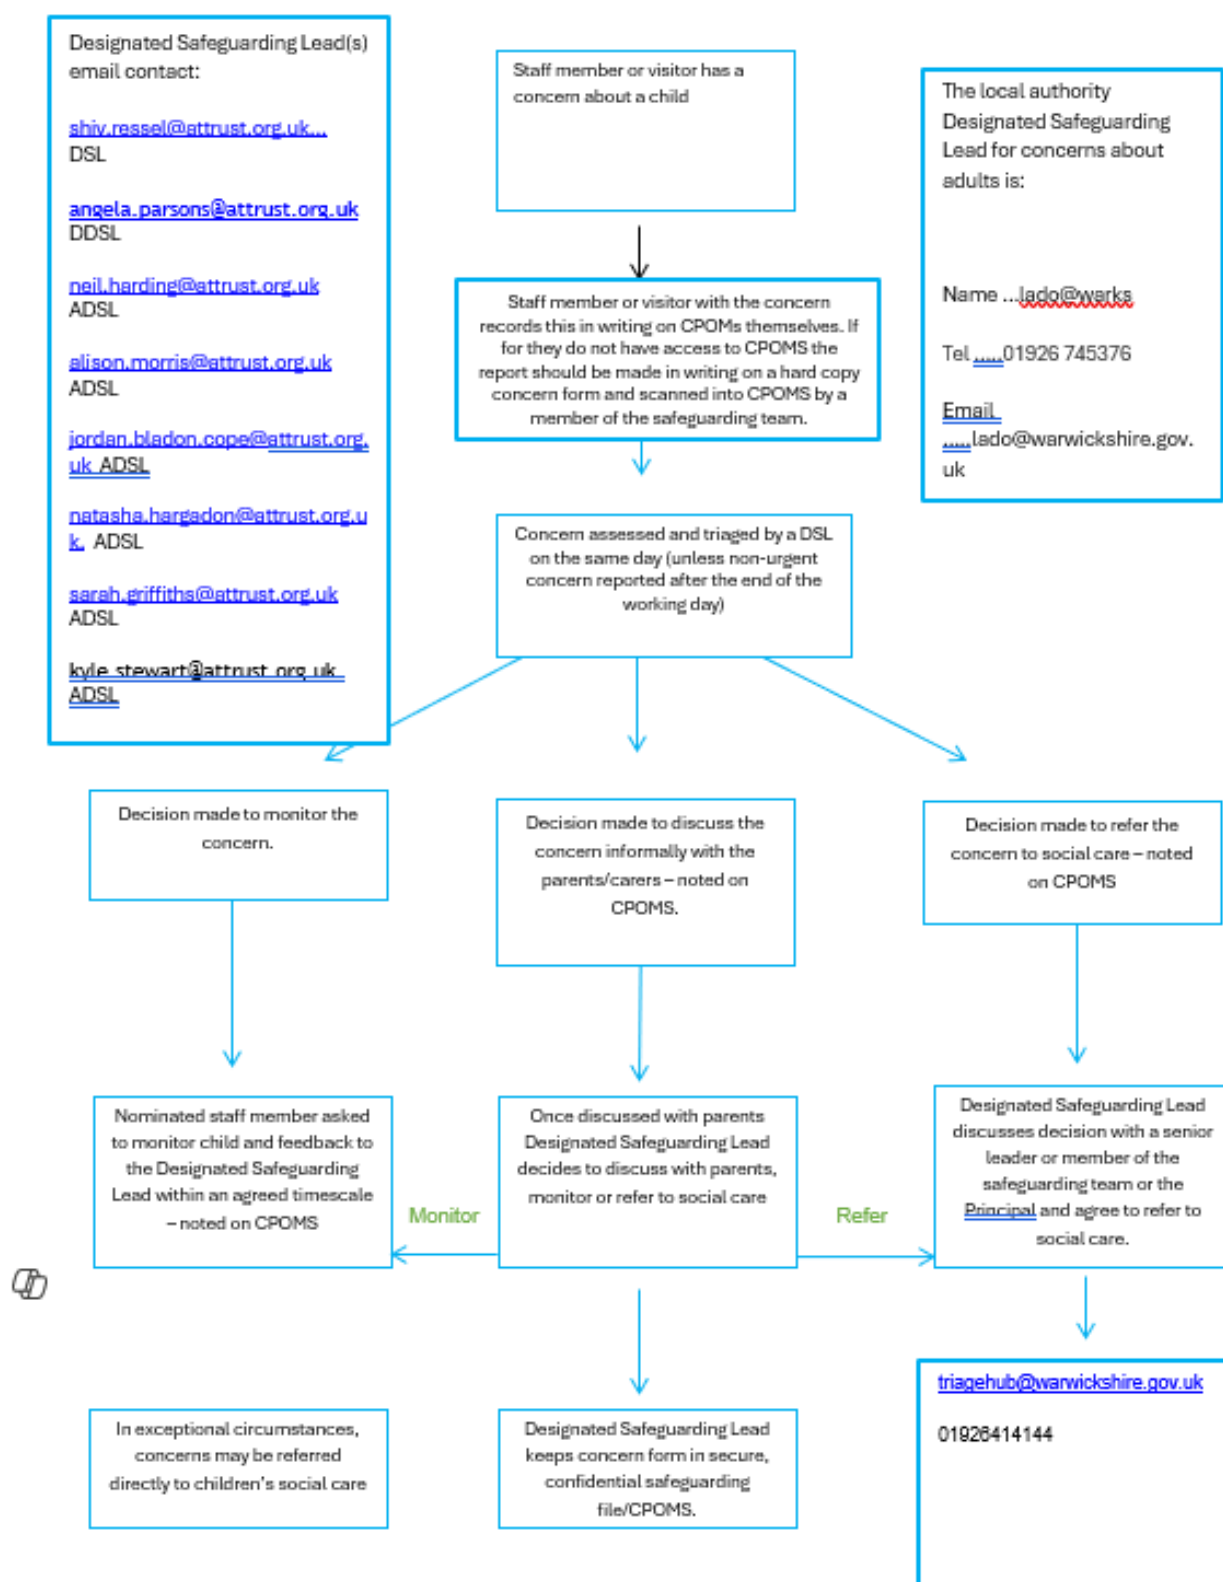 Designated Safeguarding Lead(s)
email contact:
shiv.ressel@attrust.org.uk...
DSL
angela.parsons@attrust.org.uk
DDSL
neil.harding@attrust.org.uk
ADSL
alison.morris@attrust.org.uk
ADSL
jordan.bladon.cope@attrust.org.
uk ADSL
natasha.hargadon@attrust.org.u
k. ADSL
sarah.griffiths@attrust.org.uk
ADSL
kyle.stewart@attrust.org.uk
ADSL
Staff member or visitor has a
concern about a child
The local authority
Designated Safeguarding
Lead for concerns about
adults is:
Name ...lado@warks
Tel .....01926 745376
Email
.....lado@warwickshire.gov.
uk
Staff member or visitor with the concern
records this in writing on CPOMs themselves. If
for they do not have access to CPOMS the
report should be made in writing on a hard copy
concern form and scanned into CPOMS by a
member of the safeguarding team.
Concern assessed and triaged by a DSL
on the same day (unless non-urgent
concern reported after the end of the
working day)
Decision made to monitor the
concern.
Decision made to discuss the
concern informally with the
parents/carers – noted on
CPOMS.
Decision made to refer the
concern to social care – noted
on CPOMS
Nominated staff member asked
to monitor child and feedback to
the Designated Safeguarding
Lead within an agreed timescale
– noted on CPOMS
Monitor
Once discussed with parents
Designated Safeguarding Lead
decides to discuss with parents,
monitor or refer to social care
Refer
Designated Safeguarding Lead
discusses decision with a senior
leader or member of the
safeguarding team or the
Principal and agree to refer to
social care.
In exceptional circumstances,
concerns may be referred
directly to children's social care
Designated Safeguarding Lead
keeps concern form in secure,
confidential safeguarding
file/CPOMS.
triagehub@warwickshire.gov.uk
01926414144